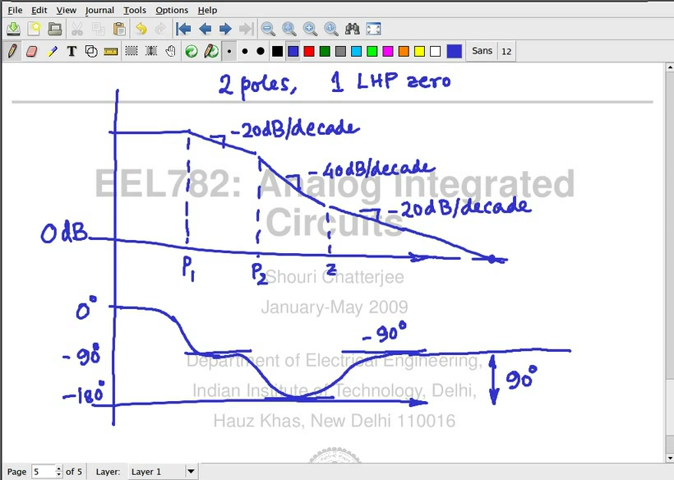 File Edit View Journal Tools Options Help
Sans 12
2 poles, 1 LHP zero
-20dB/decade
-40dB/decade
EEL782: Analog Integrated
Circuits
-20dB/decade
0dB
P1 P2 z
Shouri Chatterjee
January-May 2009
0°
-90°
-90°
Department of Electrical Engineering,
90°
-180°
Indian Institute of Technology, Delhi,
Hauz Khas, New Delhi 110016
Page 5 of 5 Layer: Layer 1